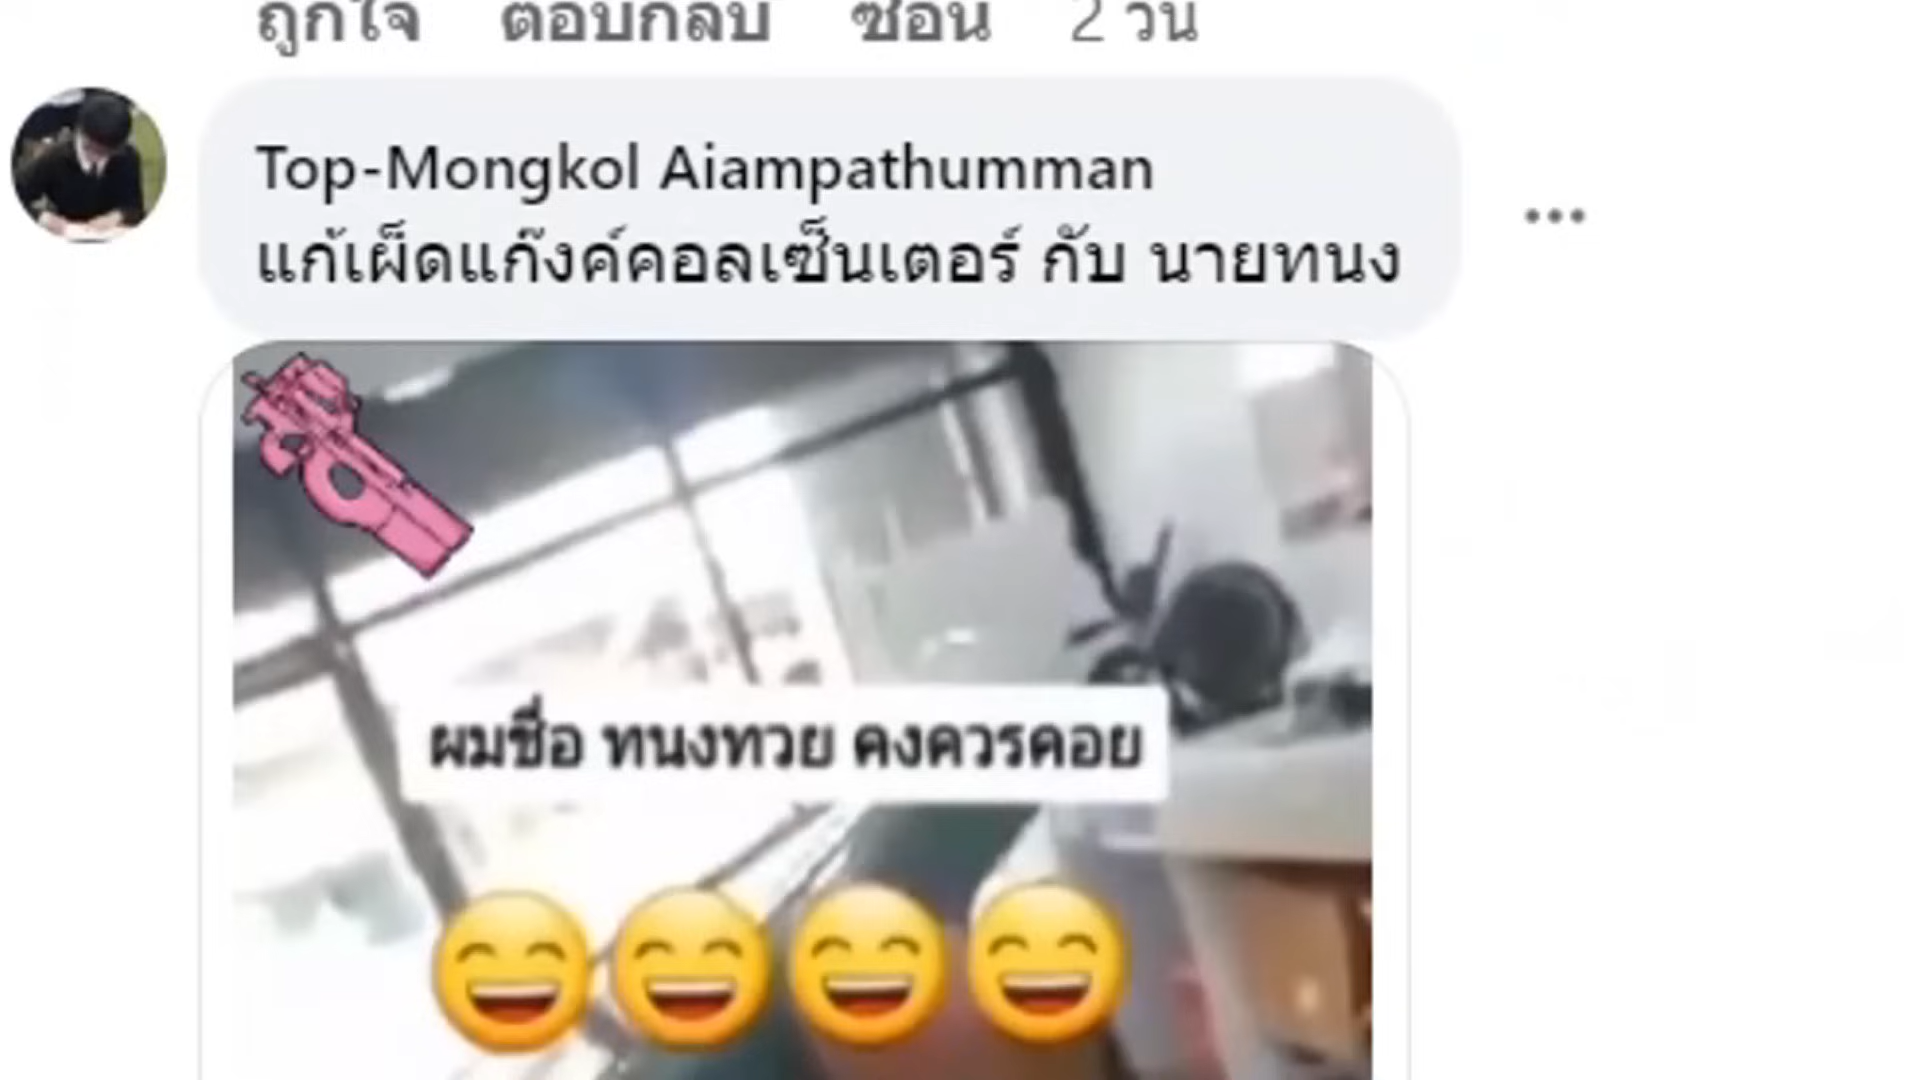 ถูกใจ ตอบกลับ ซ่อน 2 วัน
Top-Mongkol Aiampathumman
แก้เผ็ดแก๊งค์คอลเซ็นเตอร์ กับ นายทนง
ผมชื่อ ทนงทวย คงควรคอย